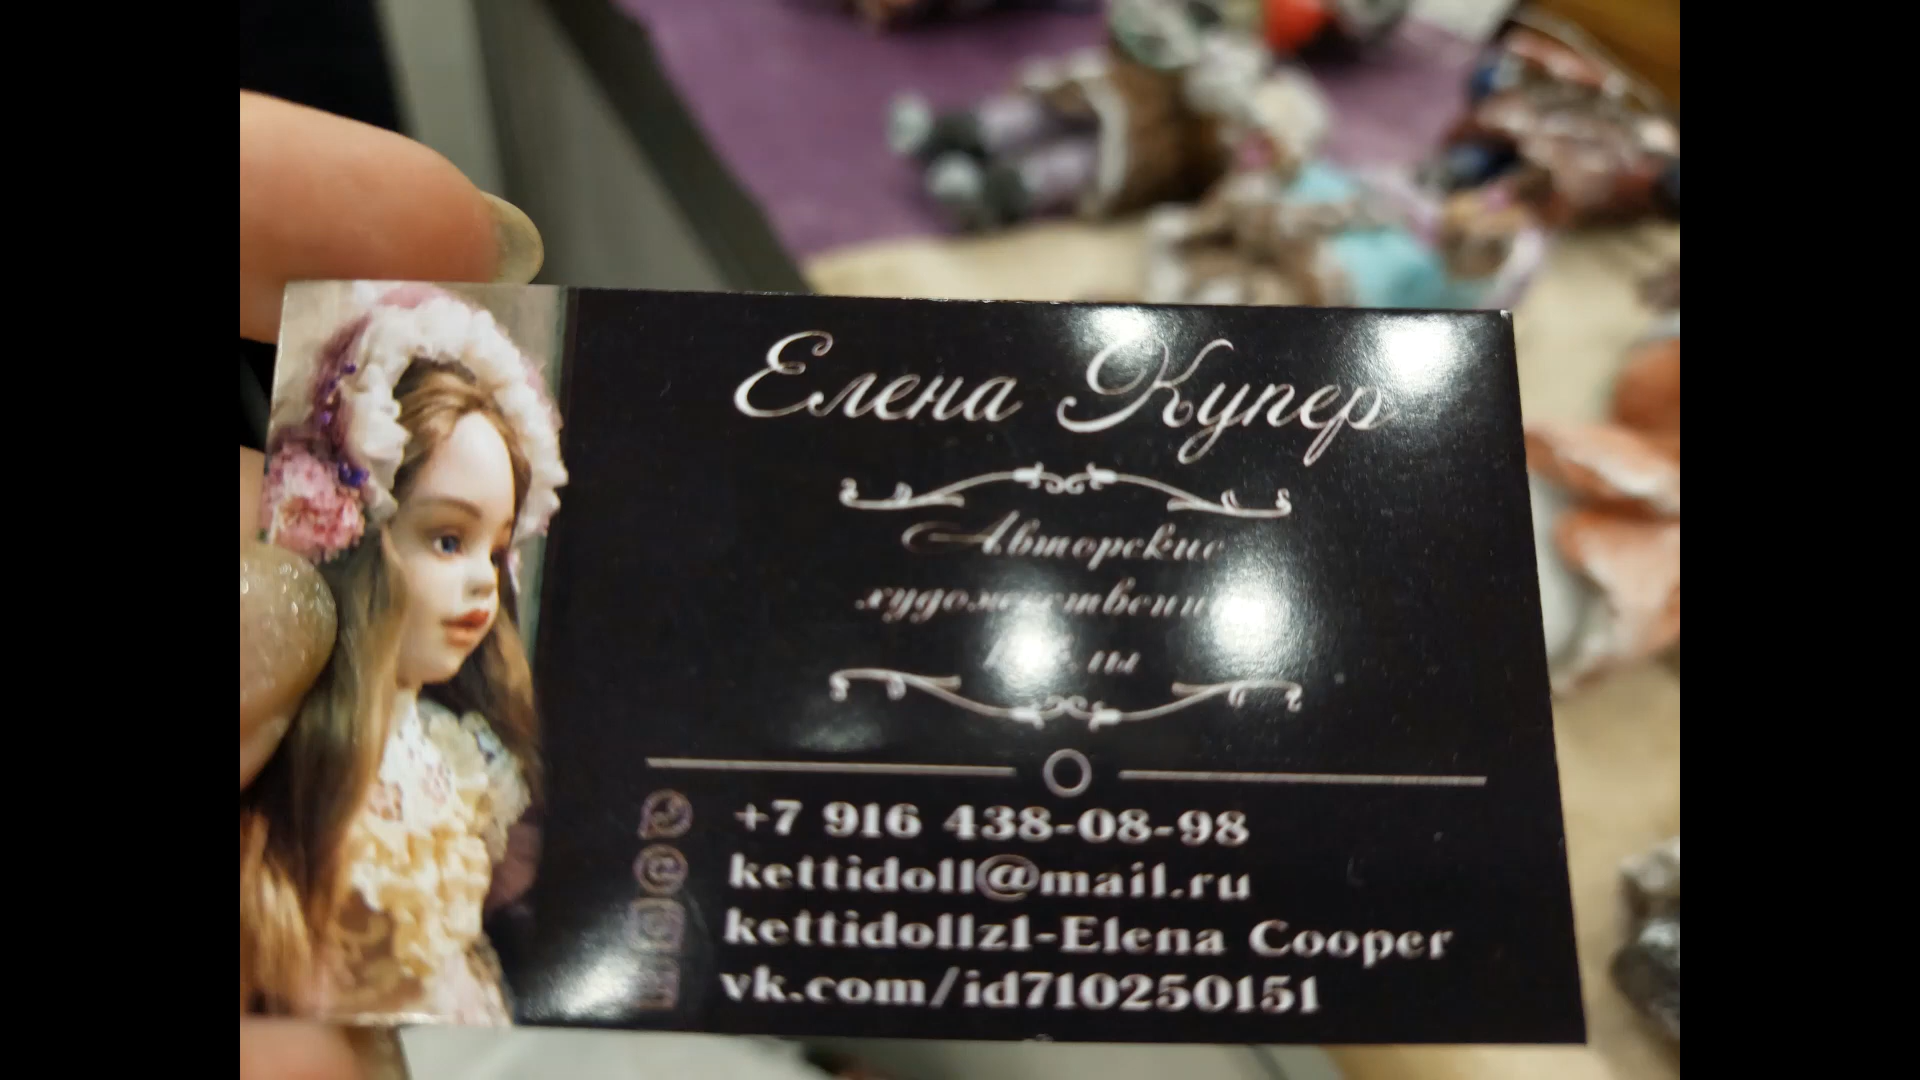 Елена Купер
Авторские
+7 916 438-08-98
kettidoll@mail.ru
kettidollz1-Elena Cooper
vk.com/id710250151